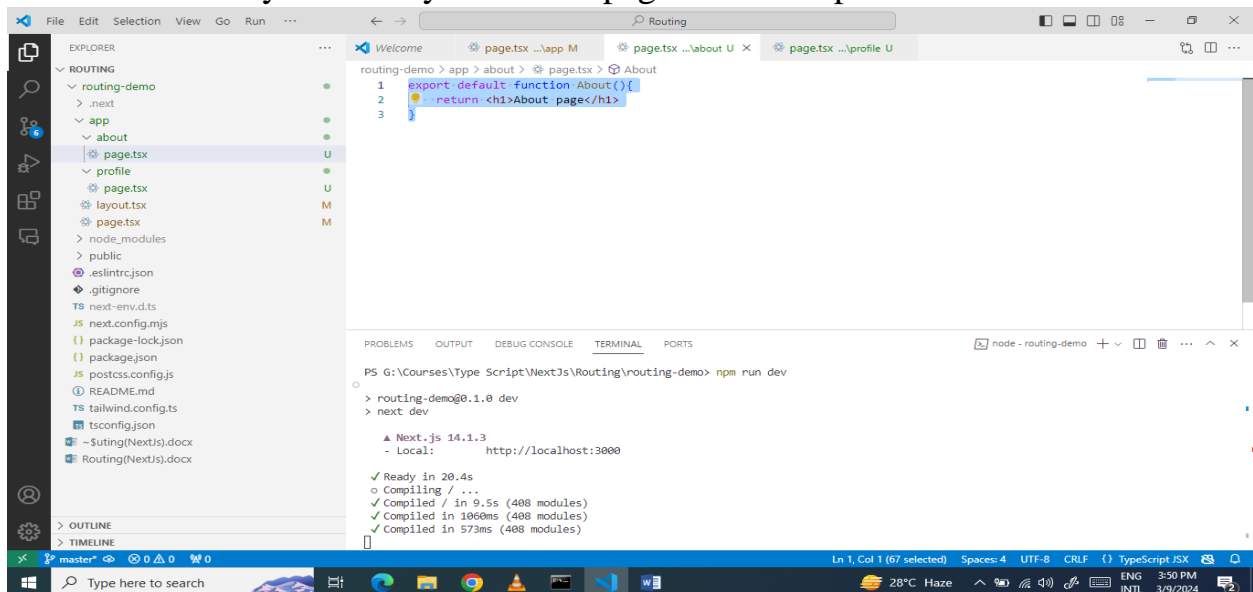 File Edit Selection View Go Run ···
Routing
EXPLORER ···
ROUTING
routing-demo
.next
app
about
page.tsx U
profile
page.tsx U
layout.tsx M
page.tsx M
node_modules
public
.eslintrc.json
.gitignore
TS next-env.d.ts
JS next.config.mjs
{} package-lock.json
{} package.json
JS postcss.config.js
README.md
TS tailwind.config.ts
tsconfig.json
~$uting(NextJs).docx
Routing(NextJs).docx
OUTLINE
TIMELINE
Welcome page.tsx ...\app M page.tsx ...\about U × page.tsx ...\profile U
routing-demo > app > about > page.tsx > About
1 export default function About(){
2 return <h1>About page</h1>
3 }
PROBLEMS OUTPUT DEBUG CONSOLE TERMINAL PORTS
node - routing-demo
PS G:\Courses\Type Script\NextJs\Routing\routing-demo> npm run dev
> routing-demo@0.1.0 dev
> next dev
▲ Next.js 14.1.3
- Local: http://localhost:3000
✓ Ready in 20.4s
○ Compiling / ...
✓ Compiled / in 9.5s (408 modules)
✓ Compiled in 1060ms (408 modules)
✓ Compiled in 573ms (408 modules)
master* 0 0 0 Ln 1, Col 1 (67 selected) Spaces: 4 UTF-8 CRLF {} TypeScript JSX
Type here to search 28°C Haze ENG INTL 3:50 PM 3/9/2024